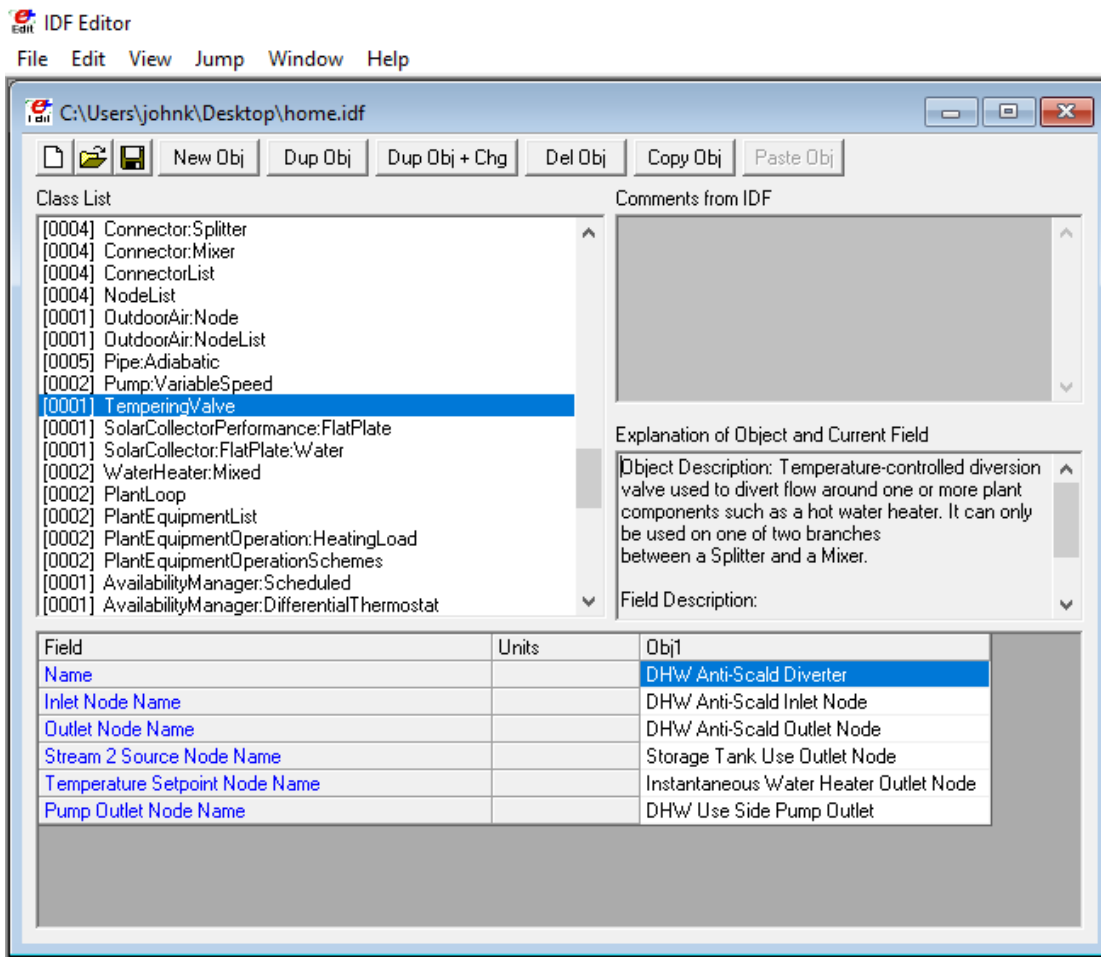 IDF Editor
File Edit View Jump Window Help
C:\Users\johnk\Desktop\home.idf
New Obj Dup Obj Dup Obj + Chg Del Obj Copy Obj Paste Obj
Class List
[0004] Connector:Splitter
[0004] Connector:Mixer
[0004] ConnectorList
[0004] NodeList
[0001] OutdoorAir:Node
[0001] OutdoorAir:NodeList
[0005] Pipe:Adiabatic
[0002] Pump:VariableSpeed
[0001] TemperingValve
[0001] SolarCollectorPerformance:FlatPlate
[0001] SolarCollector:FlatPlate:Water
[0002] WaterHeater:Mixed
[0002] PlantLoop
[0002] PlantEquipmentList
[0002] PlantEquipmentOperation:HeatingLoad
[0002] PlantEquipmentOperationSchemes
[0001] AvailabilityManager:Scheduled
[0001] AvailabilityManager:DifferentialThermostat
Comments from IDF
Explanation of Object and Current Field
Object Description: Temperature-controlled diversion
valve used to divert flow around one or more plant
components such as a hot water heater. It can only
be used on one of two branches
between a Splitter and a Mixer.
Field Description:
Field Units Obj1
Name DHW Anti-Scald Diverter
Inlet Node Name DHW Anti-Scald Inlet Node
Outlet Node Name DHW Anti-Scald Outlet Node
Stream 2 Source Node Name Storage Tank Use Outlet Node
Temperature Setpoint Node Name Instantaneous Water Heater Outlet Node
Pump Outlet Node Name DHW Use Side Pump Outlet